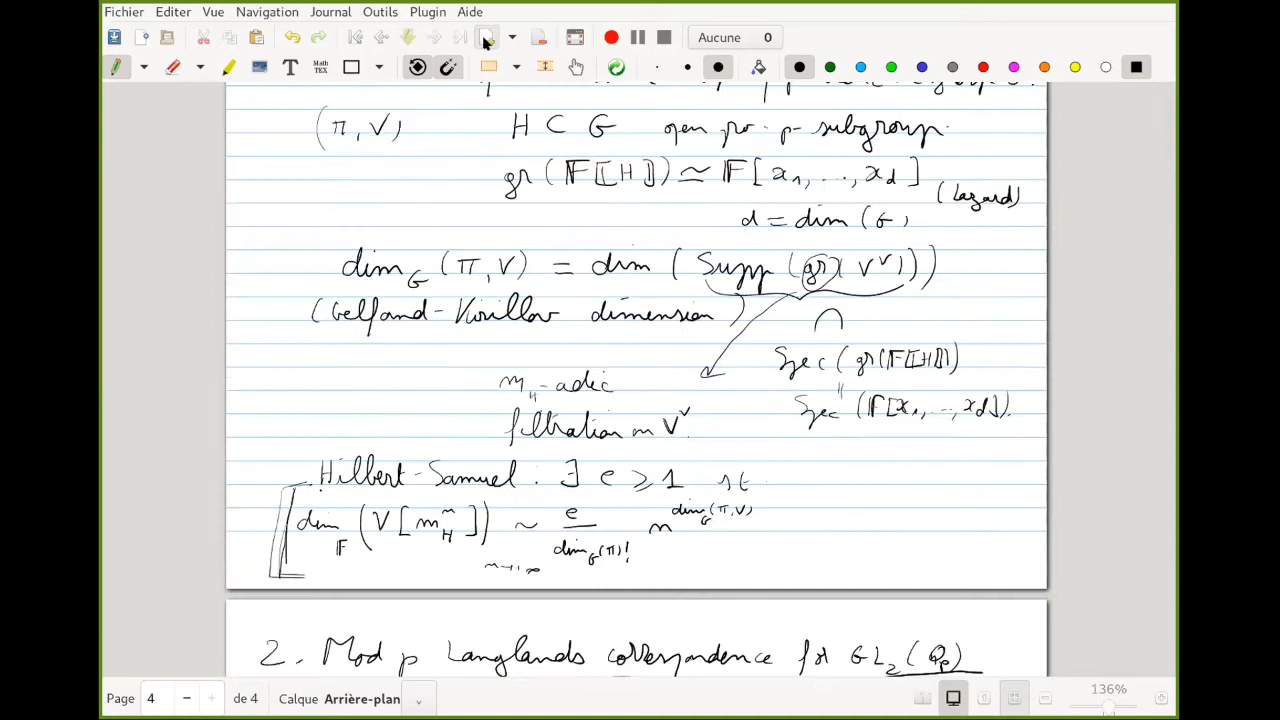 Fichier Editer Vue Navigation Journal Outils Plugin Aide
Aucune 0
T Math TEX
(π, V) H ⊂ G open pro-p-subgroup.
gr(𝔽⟦H⟧) ≃ 𝔽[x₁, ..., x_d]
(Lazard)
d = dim(G)
dim_G(π, V) = dim(Supp(gr(V^∨)))
(Gelfand-Kirillov dimension)
∩
Spec(gr(𝔽⟦H⟧)
m_H-adic
=
filtration on V^∨.
Spec(𝔽[x₁, ..., x_d]).
Hilbert-Samuel: ∃ e ≥ 1 st
dim_𝔽(V[m_H^n]) ~_{n→+∞} e/dim_G(π)! n^{dim_G(π,V)}
2. Mod p Langlands correspondence for GL₂(ℚ_p)
Page 4 de 4 Calque Arrière-plan 136%